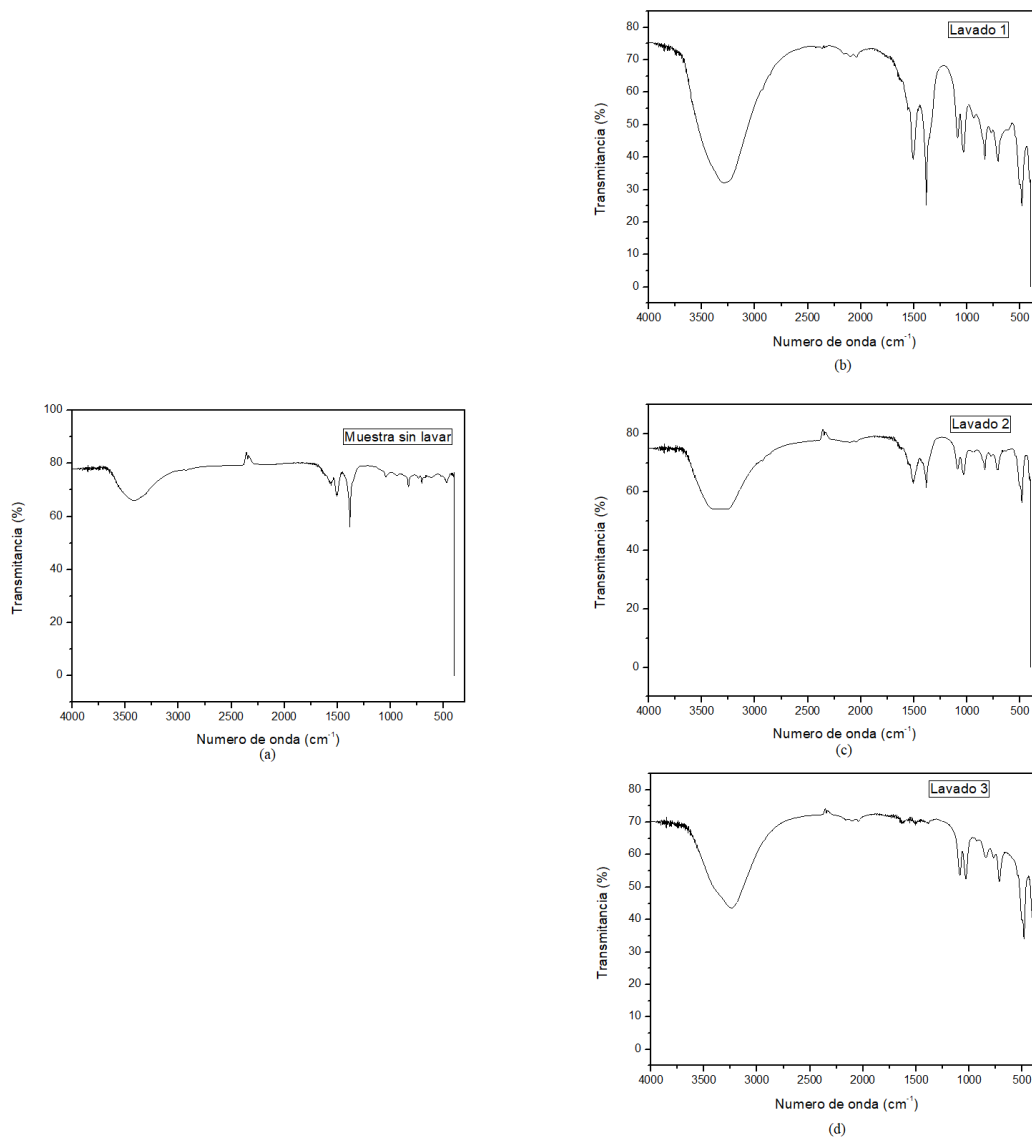 Lavado 1
80
70
60
50
40
30
20
10
0
Transmitancia (%)
4000 3500 3000 2500 2000 1500 1000 500
Numero de onda (cm⁻¹)
(b)
Muestra sin lavar
100
80
60
40
20
0
Transmitancia (%)
4000 3500 3000 2500 2000 1500 1000 500
Numero de onda (cm⁻¹)
(a)
Lavado 2
80
60
40
20
0
Transmitancia (%)
4000 3500 3000 2500 2000 1500 1000 500
Numero de onda (cm⁻¹)
(c)
Lavado 3
80
70
60
50
40
30
20
10
0
Transmitancia (%)
4000 3500 3000 2500 2000 1500 1000 500
Numero de onda (cm⁻¹)
(d)